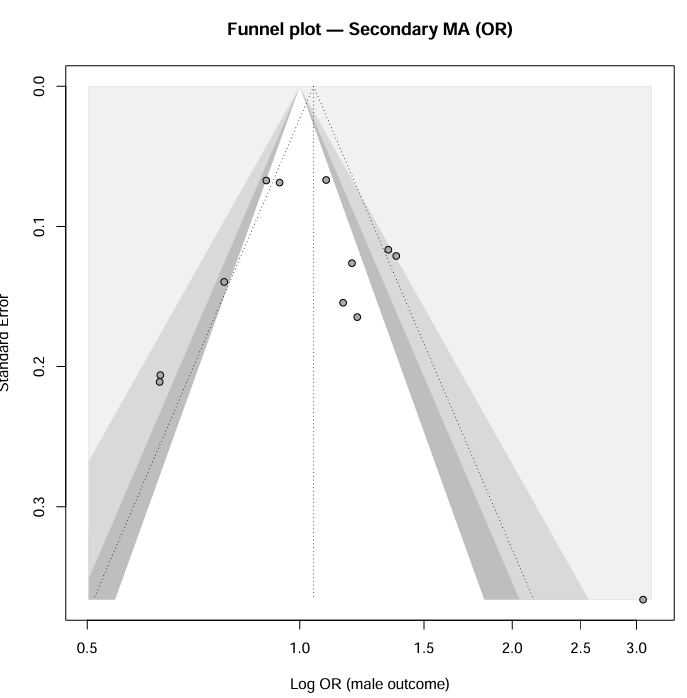 Funnel plot — Secondary MA (OR)
0.0
0.1
0.2
0.3
Standard Error
0.5 1.0 1.5 2.0 2.5 3.0
Log OR (male outcome)